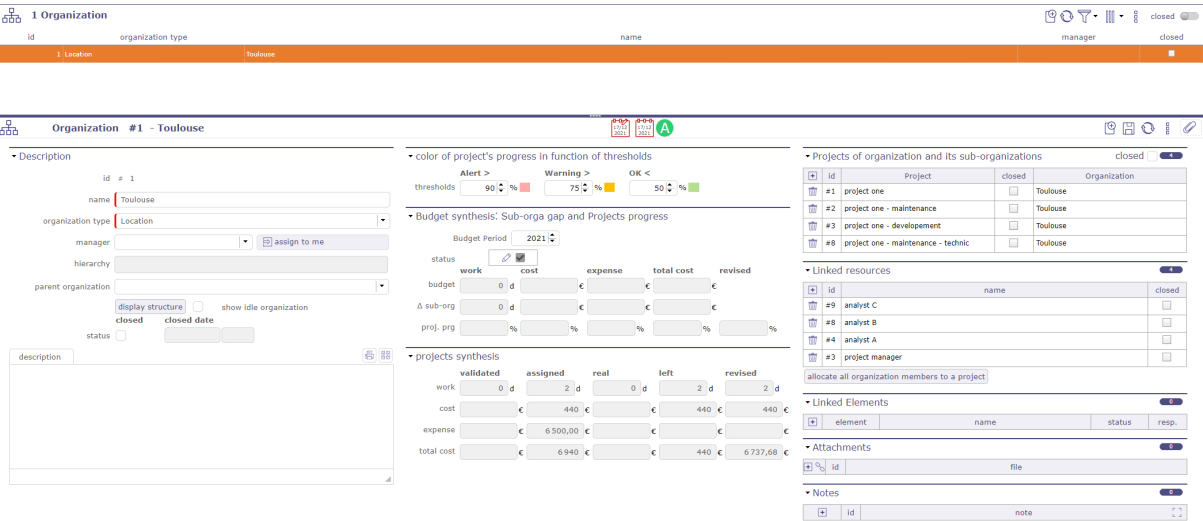 1 Organization
closed
id organization type name manager closed
1 Location Toulouse
Organization #1 - Toulouse
17/12 2021
17/12 2021
A
Description
id # 1
name Toulouse
organization type Location
manager assign to me
hierarchy
parent organization
display structure show idle organization
closed closed date
status
description
color of project's progress in function of thresholds
Alert > Warning > OK <
thresholds 90 % 75 % 50 %
Budget synthesis: Sub-orga gap and Projects progress
Budget Period 2021
status
work cost expense total cost revised
budget 0 d € € €
Δ sub-org 0 d € € €
proj. prg % % % % %
projects synthesis
validated assigned real left revised
work 0 d 2 d 0 d 2 d 2 d
cost € 440 € € 440 € 440 €
expense € 6 500,00 € € € €
total cost € 6 940 € € 440 € 6 737,68 €
Projects of organization and its sub-organizations closed 4
id Project closed Organization
#1 project one Toulouse
#2 project one - maintenance Toulouse
#3 project one - developement Toulouse
#8 project one - maintenance - technic Toulouse
Linked resources 4
id name closed
#9 analyst C
#8 analyst B
#4 analyst A
#3 project manager
allocate all organization members to a project
Linked Elements 0
element name status resp.
Attachments 0
id file
Notes 0
id note